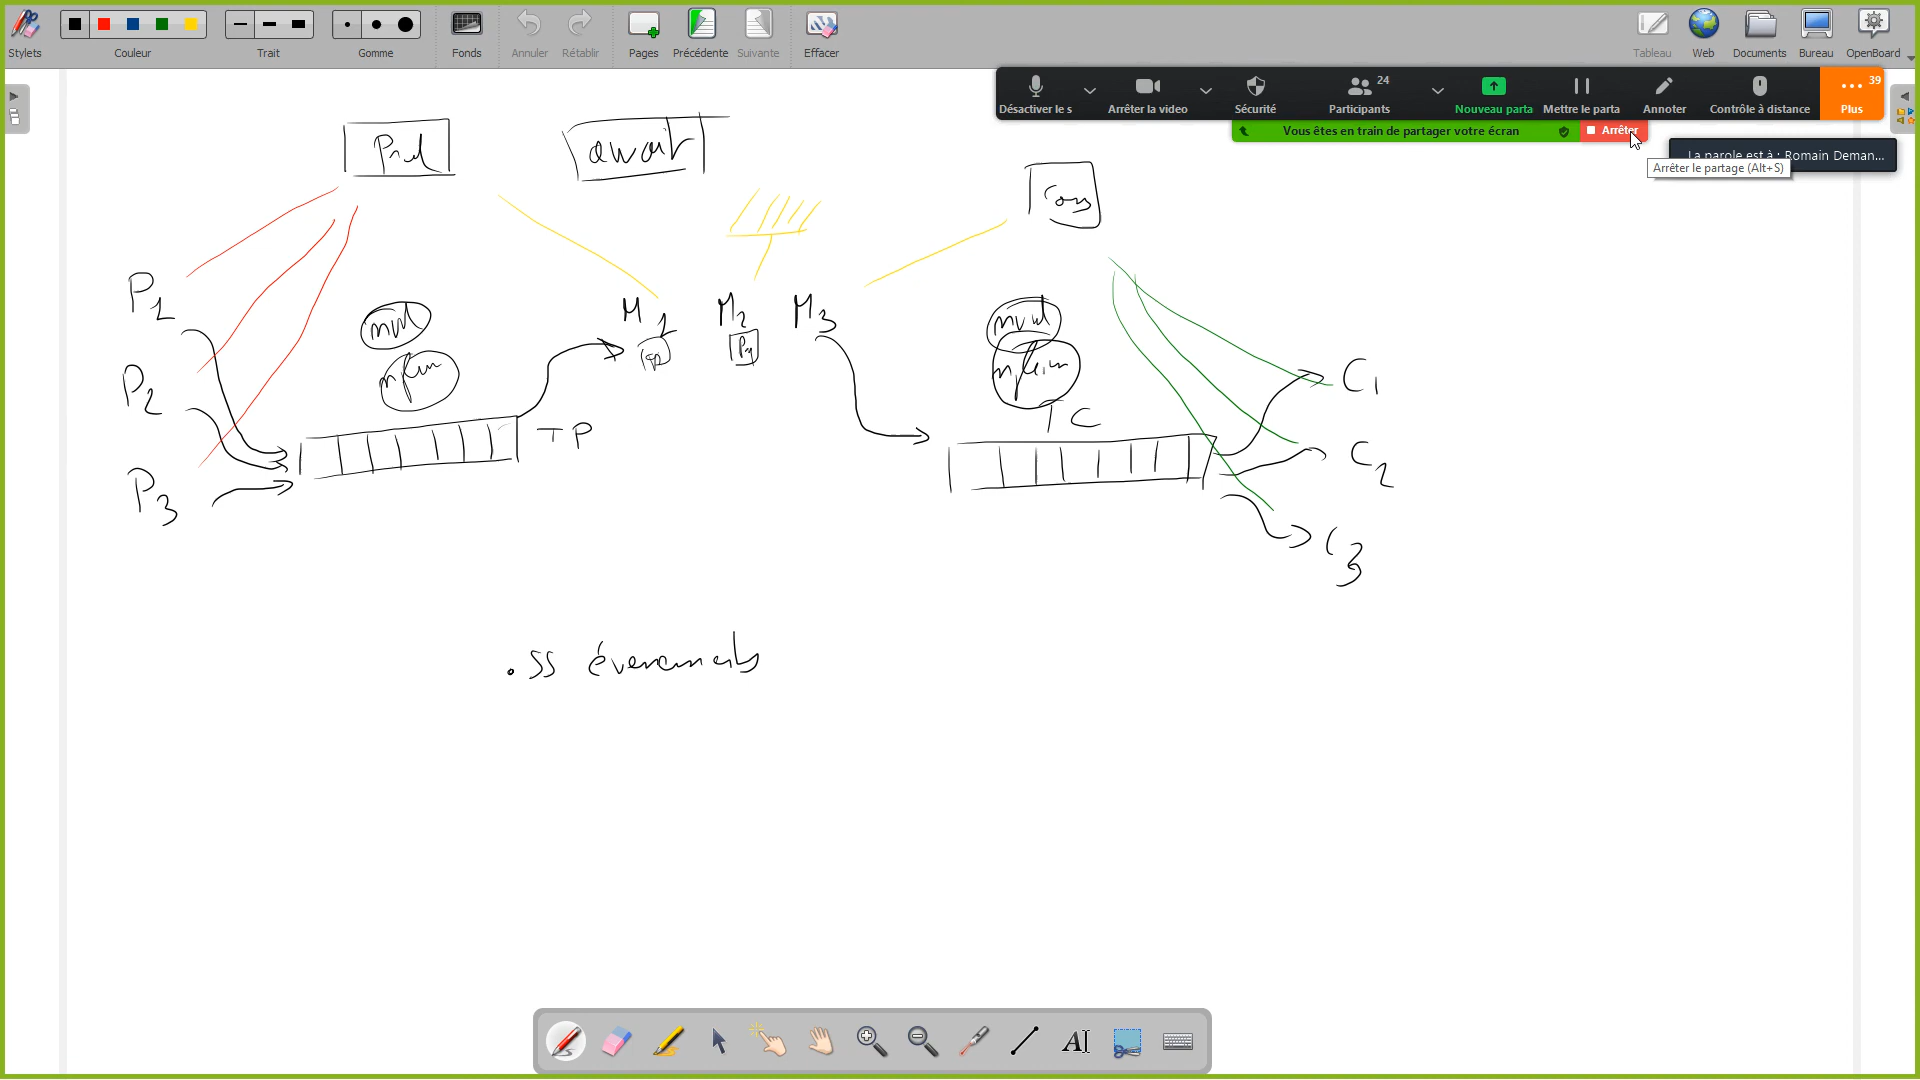 Stylets
Couleur
Trait
Gomme
Fonds
Annuler
Rétablir
Pages
Précédente
Suivante
Effacer
Tableau
Web
Documents
Bureau
OpenBoard
Désactiver le s
Arrêter la video
Sécurité
24
Participants
Nouveau parta
Mettre le parta
Annoter
Contrôle à distance
39
Plus
Vous êtes en train de partager votre écran
Arrêter
La parole est à : Romain Deman...
Arrêter le partage (Alt+S)
Prod
await
Cons
P1
P2
P3
M1
M2
M3
TP
TC
C1
C2
C3
. SS évenements
AI